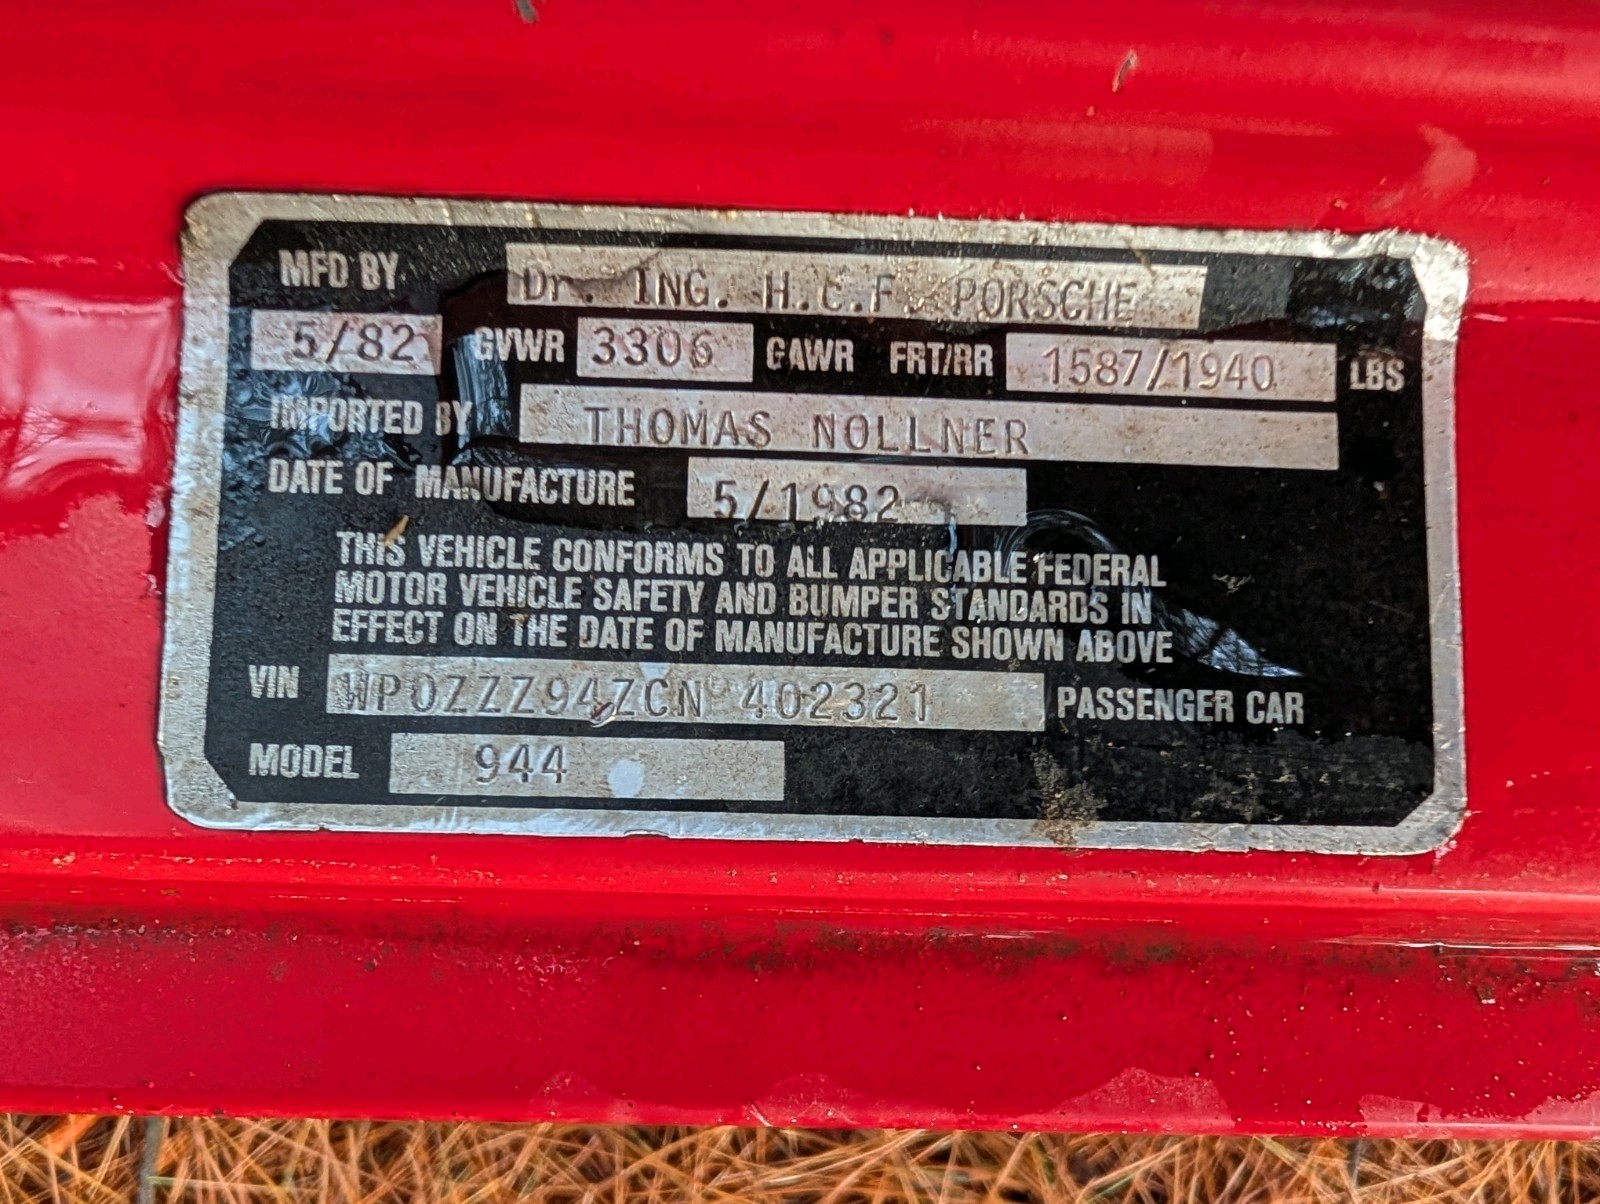 MFD BY Dr. ING. H.C.F. PORSCHE
5/82 GVWR 3306 GAWR FRT/RR 1587/1940 LBS
IMPORTED BY THOMAS NOLLNER
DATE OF MANUFACTURE 5/1982
THIS VEHICLE CONFORMS TO ALL APPLICABLE FEDERAL
MOTOR VEHICLE SAFETY AND BUMPER STANDARDS IN
EFFECT ON THE DATE OF MANUFACTURE SHOWN ABOVE
VIN WP0ZZZ94ZCN 402321 PASSENGER CAR
MODEL 944